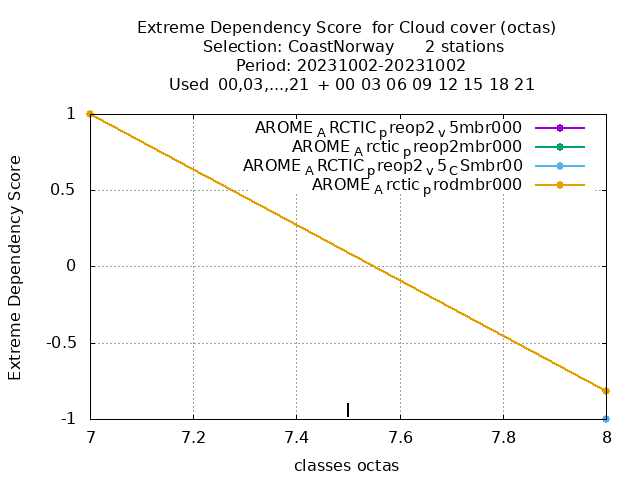 Extreme Dependency Score  for Cloud cover (octas)
Selection: CoastNorway      2 stations
Period: 20231002-20231002
Used  00,03,...,21  + 00 03 06 09 12 15 18 21
AROME_ARCTIC_preop2_v5mbr000
AROME_Arctic_preop2mbr000
AROME_ARCTIC_preop2_v5_CSmbr00
AROME_Arctic_prodmbr000
1
0.5
0
-0.5
-1
Extreme Dependency Score
7
7.2
7.4
7.6
7.8
8
classes octas